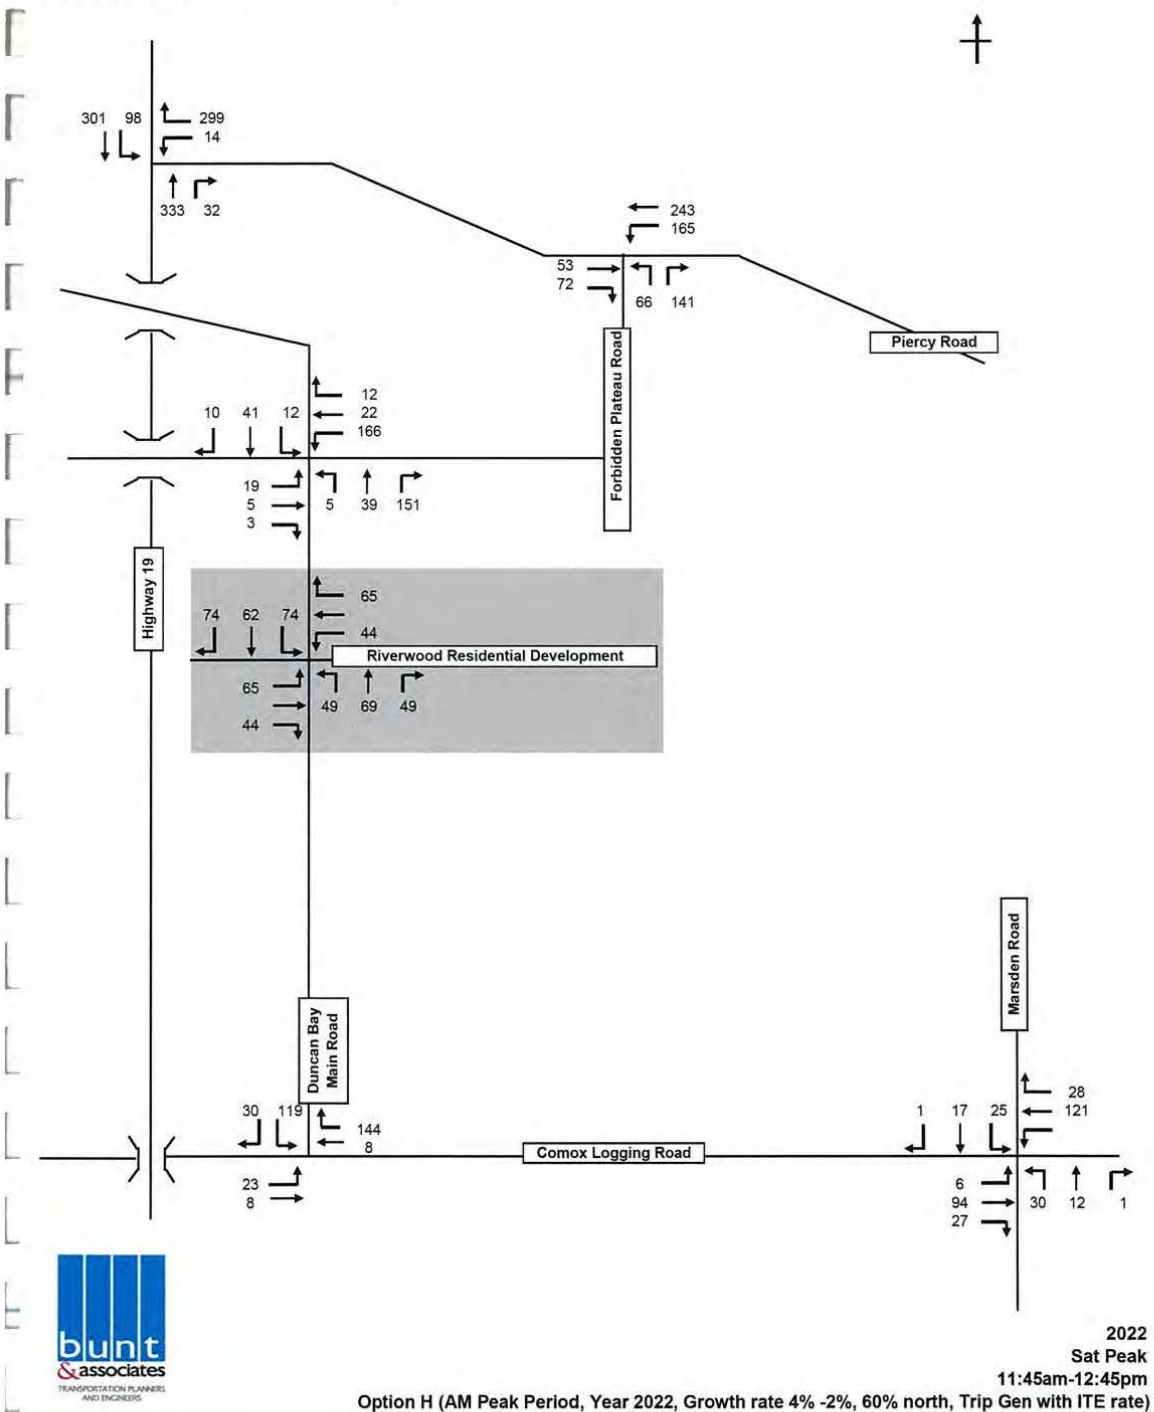 301 98 299
14
333 32
243
165
53
72
66 141
Piercy Road
Forbidden Plateau Road
12
10 41 12 22
166
19
5 5 39 151
3
Highway 19
65
74 62 74
44
Riverwood Residential Development
65
49 69 49
44
Marsden Road
Duncan Bay
Main Road
30 119
144
8
28
1 17 25 121
Comox Logging Road
23
8
6
94 30 12 1
27
bunt
& associates
TRANSPORTATION PLANNERS
AND ENGINEERS
2022
Sat Peak
11:45am-12:45pm
Option H (AM Peak Period, Year 2022, Growth rate 4% -2%, 60% north, Trip Gen with ITE rate)